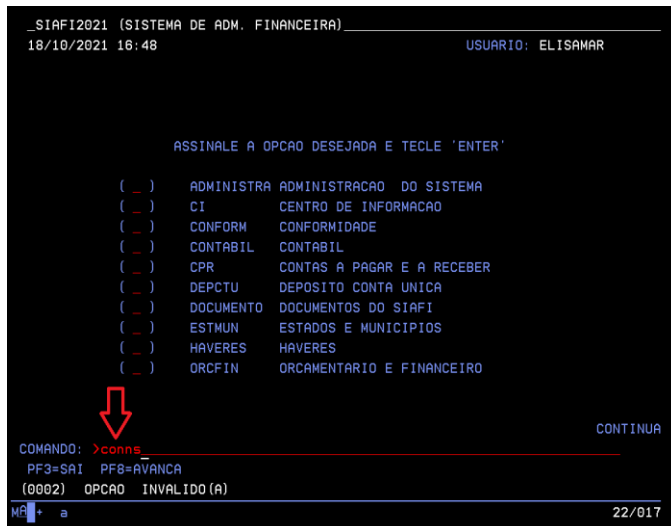 _SIAFI2021 (SISTEMA DE ADM. FINANCEIRA)_
18/10/2021 16:48 USUARIO: ELISAMAR
ASSINALE A OPCAO DESEJADA E TECLE 'ENTER'
( _ ) ADMINISTRA ADMINISTRACAO DO SISTEMA
( _ ) CI CENTRO DE INFORMACAO
( _ ) CONFORM CONFORMIDADE
( _ ) CONTABIL CONTABIL
( _ ) CPR CONTAS A PAGAR E A RECEBER
( _ ) DEPCTU DEPOSITO CONTA UNICA
( _ ) DOCUMENTO DOCUMENTOS DO SIAFI
( _ ) ESTMUN ESTADOS E MUNICIPIOS
( _ ) HAVERES HAVERES
( _ ) ORCFIN ORCAMENTARIO E FINANCEIRO
CONTINUA
COMANDO: >conns_
PF3=SAI PF8=AVANCA
(0002) OPCAO INVALIDO(A)
MA + a 22/017